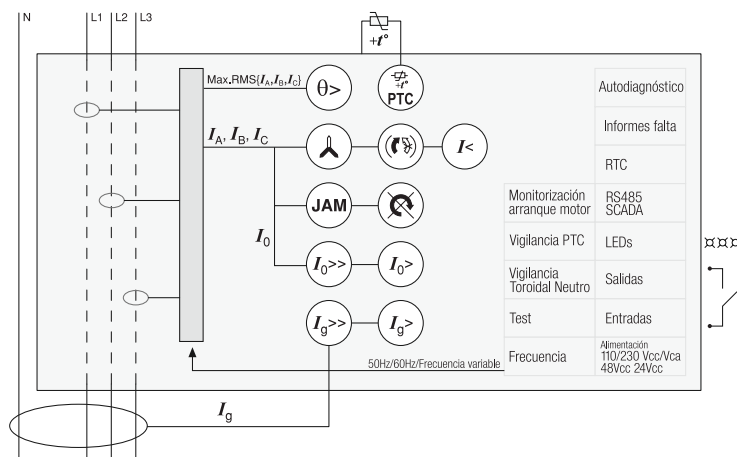 N
L1
L2
L3
+t°
Max.RMS{IA,IB,IC}
θ>
+t°
PTC
Autodiagnóstico
Informes falta
IA, IB, IC
I<
RTC
JAM
Monitorización
arranque motor
RS485
SCADA
I0
Vigilancia PTC
LEDs
I0>>
I0>
Vigilancia
Toroidal Neutro
Salidas
Ig>>
Ig>
Test
Entradas
50Hz/60Hz/Frecuencia variable
Frecuencia
Alimentación
110/230 Vcc/Vca
48Vcc 24Vcc
Ig